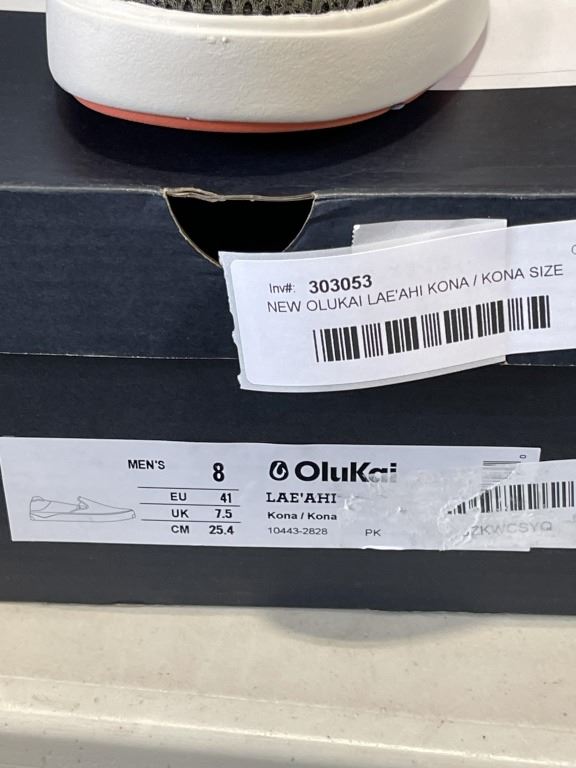 Inv#: 303053
NEW OLUKAI LAE'AHI KONA / KONA SIZE
MEN'S 8
EU 41
UK 7.5
CM 25.4
OluKai
LAE'AHI
Kona / Kona
10443-2828 PK
ZKWCSYQ